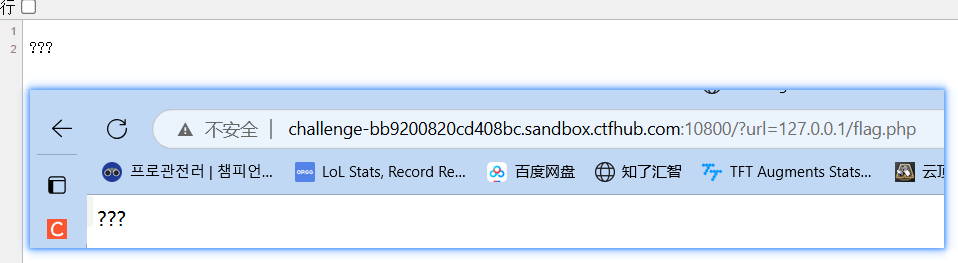 行
1
2 ???
不安全 challenge-bb9200820cd408bc.sandbox.ctfhub.com:10800/?url=127.0.0.1/flag.php
프로관전러 | 챔피언... OP.GG LoL Stats, Record Re... 百度网盘 知了汇智 TFT Augments Stats...
???